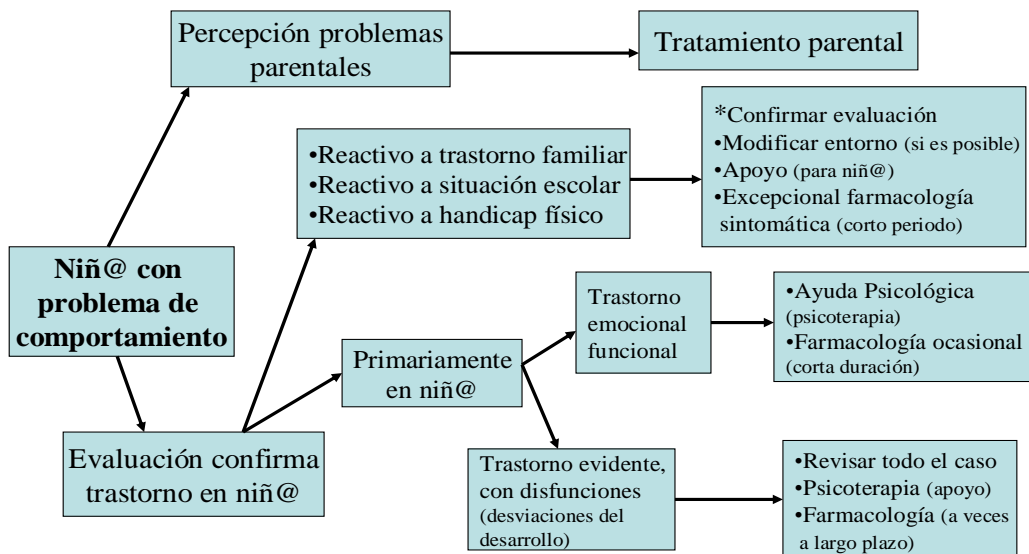 Percepción problemas
parentales
Tratamiento parental
•Reactivo a trastorno familiar
•Reactivo a situación escolar
•Reactivo a handicap físico
*Confirmar evaluación
•Modificar entorno (si es posible)
•Apoyo (para niñ@)
•Excepcional farmacología
sintomática (corto periodo)
Niñ@ con
problema de
comportamiento
Primariamente
en niñ@
Trastorno
emocional
funcional
•Ayuda Psicológica
(psicoterapia)
•Farmacología ocasional
(corta duración)
Evaluación confirma
trastorno en niñ@
Trastorno evidente,
con disfunciones
(desviaciones del
desarrollo)
•Revisar todo el caso
•Psicoterapia (apoyo)
•Farmacología (a veces
a largo plazo)